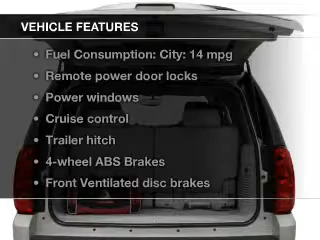 VEHICLE FEATURES
• Fuel Consumption: City: 14 mpg
• Remote power door locks
• Power windows
• Cruise control
• Trailer hitch
• 4-wheel ABS Brakes
• Front Ventilated disc brakes